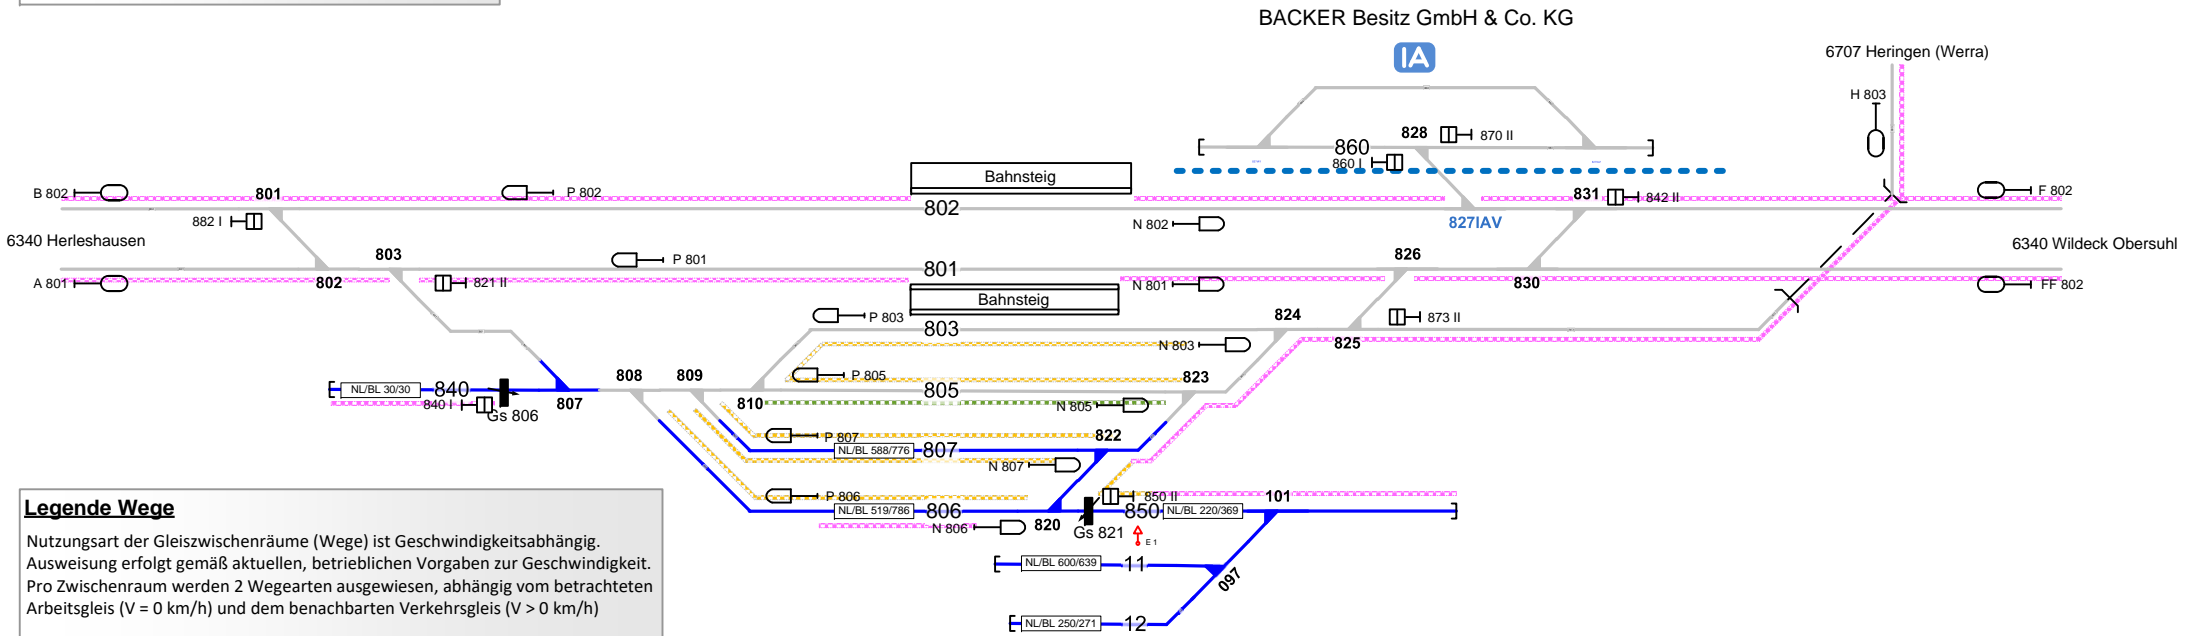 BACKER Besitz GmbH & Co. KG
IA
6707 Heringen (Werra)
H 803
828
870 II
860
860 I
Bahnsteig
B 802
801
P 802
831
842 II
F 802
882 I
802
N 802
827IAV
6340 Herleshausen
6340 Wildeck Obersuhl
803
P 801
801
826
A 801
802
821 II
N 801
830
FF 802
Bahnsteig
P 803
803
824
873 II
N 803
825
808
809
P 805
823
NL/BL 30/30
840
805
840 I
Gs 806
807
810
N 805
P 807
822
NL/BL 588/776
807
N 807
P 806
850 II
101
NL/BL 519/786
806
850
NL/BL 220/369
N 806
820
Gs 821
E 1
NL/BL 600/639
11
097
NL/BL 250/271
12
Legende Wege
Nutzungsart der Gleiszwischenräume (Wege) ist Geschwindigkeitsabhängig.
Ausweisung erfolgt gemäß aktuellen, betrieblichen Vorgaben zur Geschwindigkeit.
Pro Zwischenraum werden 2 Wegearten ausgewiesen, abhängig vom betrachteten
Arbeitsgleis (V = 0 km/h) und dem benachbarten Verkehrsgleis (V > 0 km/h)